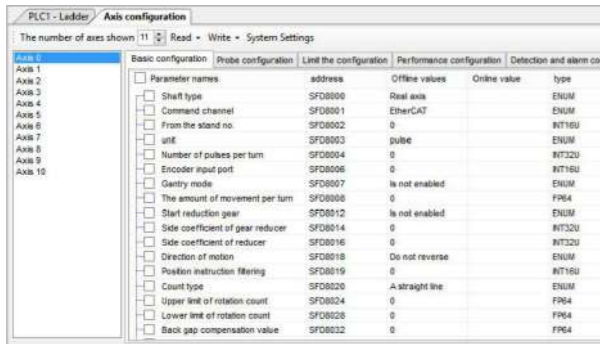 PLC1 - Ladder Axis configuration
The number of axes shown 11 Read Write System Settings
Axis 0
Axis 1
Axis 2
Axis 3
Axis 4
Axis 5
Axis 6
Axis 7
Axis 8
Axis 9
Axis 10
Basic configuration Probe configuration Limit the configuration Performance configuration Detection and alarm co
Parameter names address Offline values Online value type
Shaft type SFD8000 Real axis ENUM
Command channel SFD8001 EtherCAT ENUM
From the stand no. SFD8002 0 INT16U
unit SFD8003 pulse ENUM
Number of pulses per turn SFD8004 0 INT32U
Encoder input port SFD8006 0 INT16U
Gantry mode SFD8007 Is not enabled ENUM
The amount of movement per turn SFD8008 0 FP64
Start reduction gear SFD8012 Is not enabled ENUM
Side coefficient of gear reducer SFD8014 0 INT32U
Side coefficient of reducer SFD8016 0 INT32U
Direction of motion SFD8018 Do not reverse ENUM
Position instruction filtering SFD8019 0 INT16U
Count type SFD8020 A straight line ENUM
Upper limit of rotation count SFD8024 0 FP64
Lower limit of rotation count SFD8028 0 FP64
Back gap compensation value SFD8032 0 FP64